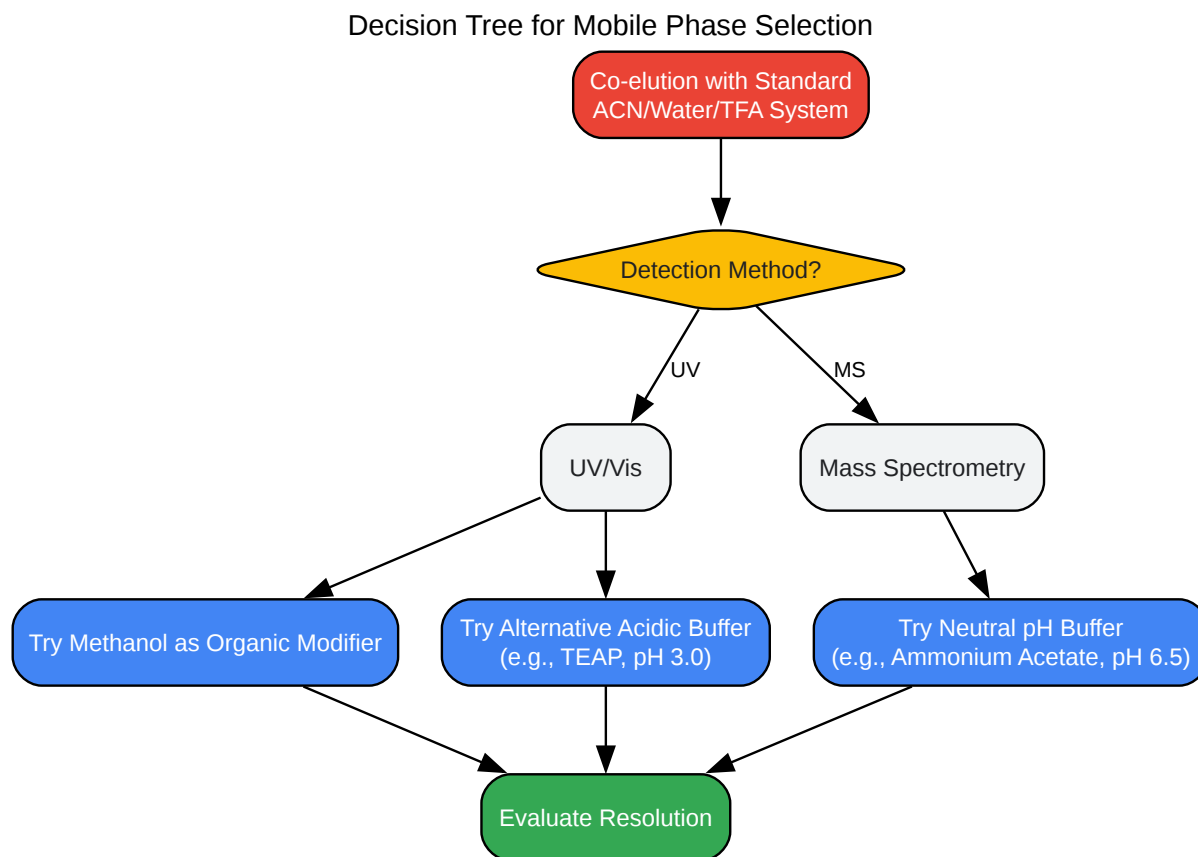 Decision Tree for Mobile Phase Selection
Co-elution with Standard
ACN/Water/TFA System
Detection Method?
UV
MS
UV/Vis
Mass Spectrometry
Try Methanol as Organic Modifier
Try Alternative Acidic Buffer
(e.g., TEAP, pH 3.0)
Try Neutral pH Buffer
(e.g., Ammonium Acetate, pH 6.5)
Evaluate Resolution